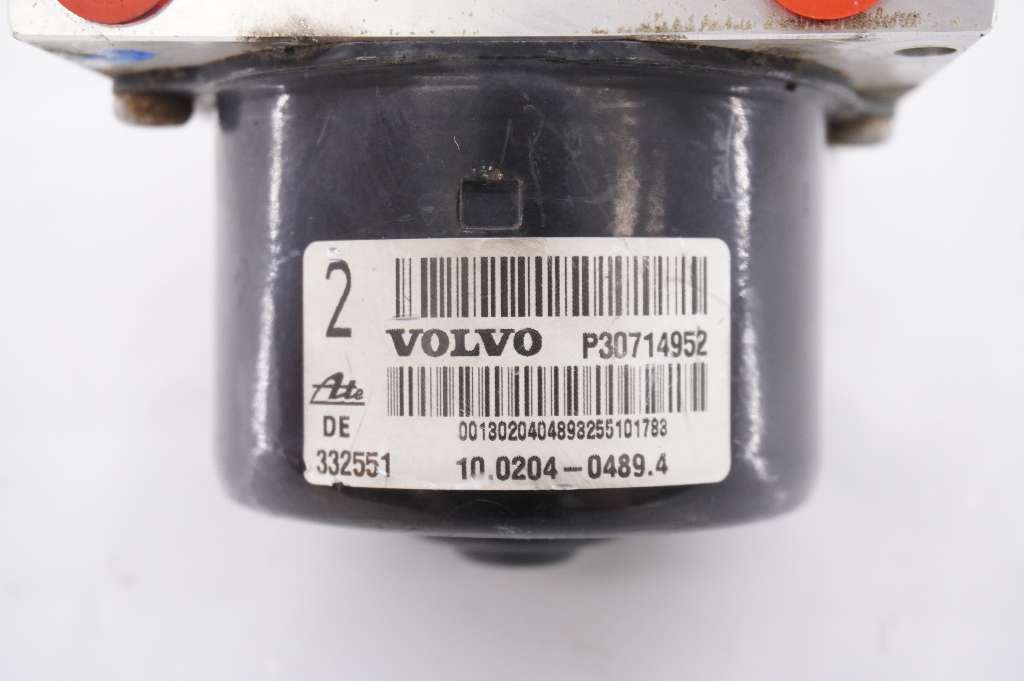 2
VOLVO P30714952
Ate
DE 0013020404893255101783
332551 10.0204-0489.4